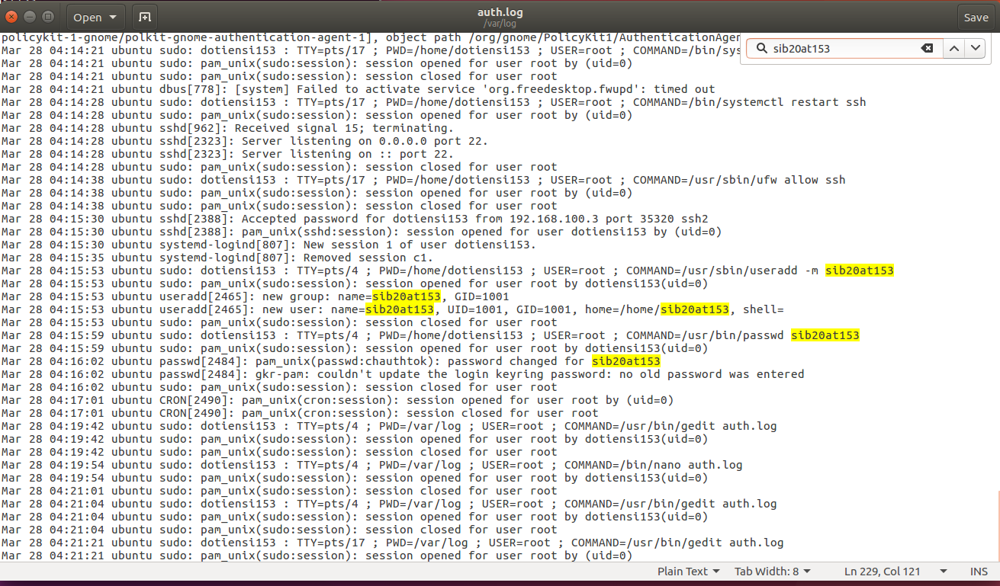 Open
auth.log
/var/log
Save
sib20at153
policykit-1-gnome/polkit-gnome-authentication-agent-1], object path /org/gnome/PolicyKit1/AuthenticationAgen
Mar 28 04:14:21 ubuntu sudo: dotiensi153 : TTY=pts/17 ; PWD=/home/dotiensi153 ; USER=root ; COMMAND=/bin/sys
Mar 28 04:14:21 ubuntu sudo: pam_unix(sudo:session): session opened for user root by (uid=0)
Mar 28 04:14:21 ubuntu sudo: pam_unix(sudo:session): session closed for user root
Mar 28 04:14:21 ubuntu dbus[778]: [system] Failed to activate service 'org.freedesktop.fwupd': timed out
Mar 28 04:14:28 ubuntu sudo: dotiensi153 : TTY=pts/17 ; PWD=/home/dotiensi153 ; USER=root ; COMMAND=/bin/systemctl restart ssh
Mar 28 04:14:28 ubuntu sudo: pam_unix(sudo:session): session opened for user root by (uid=0)
Mar 28 04:14:28 ubuntu sshd[962]: Received signal 15; terminating.
Mar 28 04:14:28 ubuntu sshd[2323]: Server listening on 0.0.0.0 port 22.
Mar 28 04:14:28 ubuntu sshd[2323]: Server listening on :: port 22.
Mar 28 04:14:28 ubuntu sudo: pam_unix(sudo:session): session closed for user root
Mar 28 04:14:38 ubuntu sudo: dotiensi153 : TTY=pts/17 ; PWD=/home/dotiensi153 ; USER=root ; COMMAND=/usr/sbin/ufw allow ssh
Mar 28 04:14:38 ubuntu sudo: pam_unix(sudo:session): session opened for user root by (uid=0)
Mar 28 04:14:38 ubuntu sudo: pam_unix(sudo:session): session closed for user root
Mar 28 04:15:30 ubuntu sshd[2388]: Accepted password for dotiensi153 from 192.168.100.3 port 35320 ssh2
Mar 28 04:15:30 ubuntu sshd[2388]: pam_unix(sshd:session): session opened for user dotiensi153 by (uid=0)
Mar 28 04:15:30 ubuntu systemd-logind[807]: New session 1 of user dotiensi153.
Mar 28 04:15:35 ubuntu systemd-logind[807]: Removed session c1.
Mar 28 04:15:53 ubuntu sudo: dotiensi153 : TTY=pts/4 ; PWD=/home/dotiensi153 ; USER=root ; COMMAND=/usr/sbin/useradd -m sib20at153
Mar 28 04:15:53 ubuntu sudo: pam_unix(sudo:session): session opened for user root by dotiensi153(uid=0)
Mar 28 04:15:53 ubuntu useradd[2465]: new group: name=sib20at153, GID=1001
Mar 28 04:15:53 ubuntu useradd[2465]: new user: name=sib20at153, UID=1001, GID=1001, home=/home/sib20at153, shell=
Mar 28 04:15:53 ubuntu sudo: pam_unix(sudo:session): session closed for user root
Mar 28 04:15:59 ubuntu sudo: dotiensi153 : TTY=pts/4 ; PWD=/home/dotiensi153 ; USER=root ; COMMAND=/usr/bin/passwd sib20at153
Mar 28 04:15:59 ubuntu sudo: pam_unix(sudo:session): session opened for user root by dotiensi153(uid=0)
Mar 28 04:16:02 ubuntu passwd[2484]: pam_unix(passwd:chauthtok): password changed for sib20at153
Mar 28 04:16:02 ubuntu passwd[2484]: gkr-pam: couldn't update the login keyring password: no old password was entered
Mar 28 04:16:02 ubuntu sudo: pam_unix(sudo:session): session closed for user root
Mar 28 04:17:01 ubuntu CRON[2490]: pam_unix(cron:session): session opened for user root by (uid=0)
Mar 28 04:17:01 ubuntu CRON[2490]: pam_unix(cron:session): session closed for user root
Mar 28 04:19:42 ubuntu sudo: dotiensi153 : TTY=pts/4 ; PWD=/var/log ; USER=root ; COMMAND=/usr/bin/gedit auth.log
Mar 28 04:19:42 ubuntu sudo: pam_unix(sudo:session): session opened for user root by dotiensi153(uid=0)
Mar 28 04:19:42 ubuntu sudo: pam_unix(sudo:session): session closed for user root
Mar 28 04:19:54 ubuntu sudo: dotiensi153 : TTY=pts/4 ; PWD=/var/log ; USER=root ; COMMAND=/bin/nano auth.log
Mar 28 04:19:54 ubuntu sudo: pam_unix(sudo:session): session opened for user root by dotiensi153(uid=0)
Mar 28 04:21:01 ubuntu sudo: pam_unix(sudo:session): session closed for user root
Mar 28 04:21:04 ubuntu sudo: dotiensi153 : TTY=pts/4 ; PWD=/var/log ; USER=root ; COMMAND=/usr/bin/gedit auth.log
Mar 28 04:21:04 ubuntu sudo: pam_unix(sudo:session): session opened for user root by dotiensi153(uid=0)
Mar 28 04:21:04 ubuntu sudo: pam_unix(sudo:session): session closed for user root
Mar 28 04:21:21 ubuntu sudo: dotiensi153 : TTY=pts/17 ; PWD=/var/log ; USER=root ; COMMAND=/usr/bin/gedit auth.log
Mar 28 04:21:21 ubuntu sudo: pam_unix(sudo:session): session opened for user root by (uid=0)
Plain Text Tab Width: 8 Ln 229, Col 121 INS